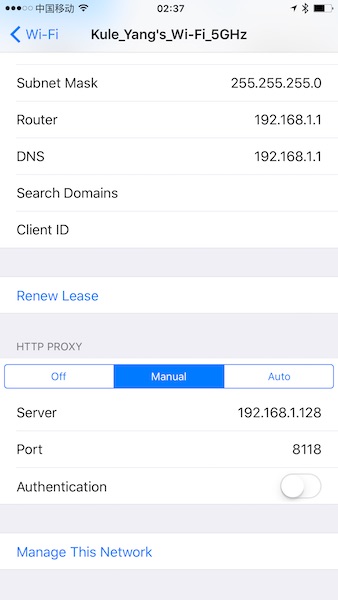 中国移动 02:37
Wi-Fi Kule_Yang's_Wi-Fi_5GHz
Subnet Mask 255.255.255.0
Router 192.168.1.1
DNS 192.168.1.1
Search Domains
Client ID
Renew Lease
HTTP PROXY
Off Manual Auto
Server 192.168.1.128
Port 8118
Authentication
Manage This Network